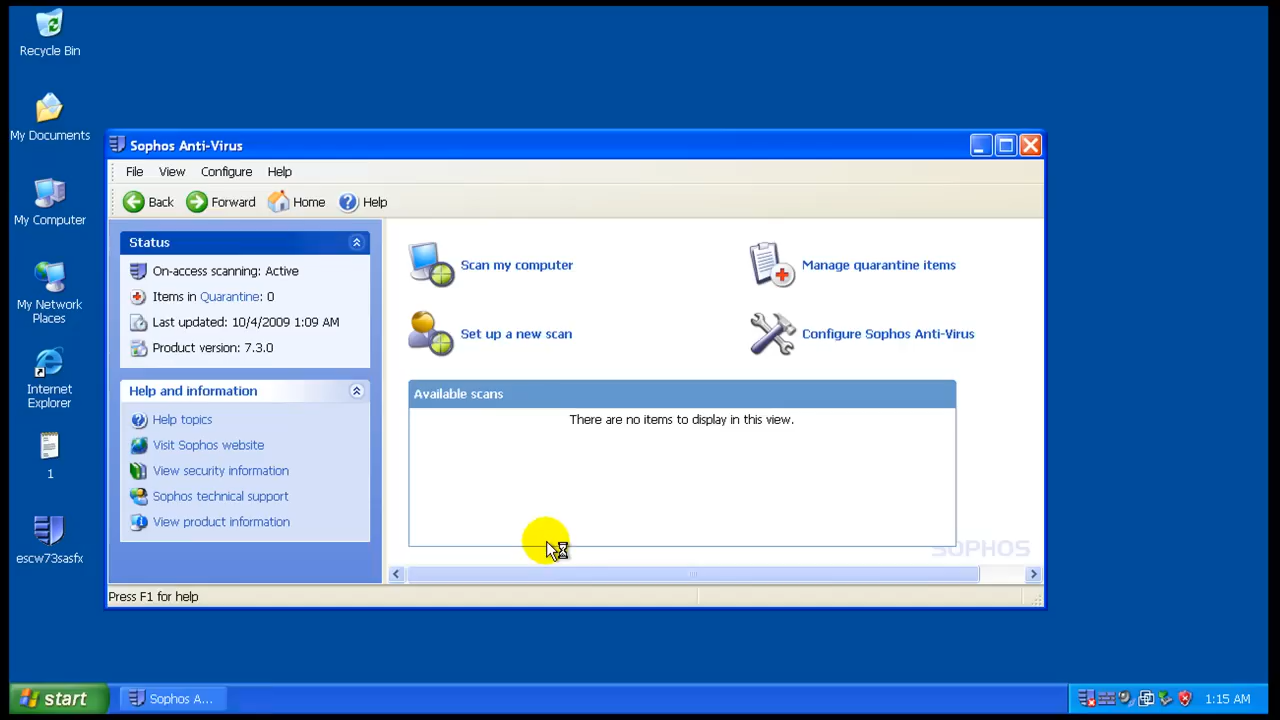 Recycle Bin
My Documents
My Computer
My Network
Places
Internet
Explorer
1
escw73sasfx
Sophos Anti-Virus
File View Configure Help
Back Forward Home Help
Status
On-access scanning: Active
Items in Quarantine: 0
Last updated: 10/4/2009 1:09 AM
Product version: 7.3.0
Help and information
Help topics
Visit Sophos website
View security information
Sophos technical support
View product information
Scan my computer
Manage quarantine items
Set up a new scan
Configure Sophos Anti-Virus
Available scans
There are no items to display in this view.
SOPHOS
Press F1 for help
start
Sophos A...
1:15 AM